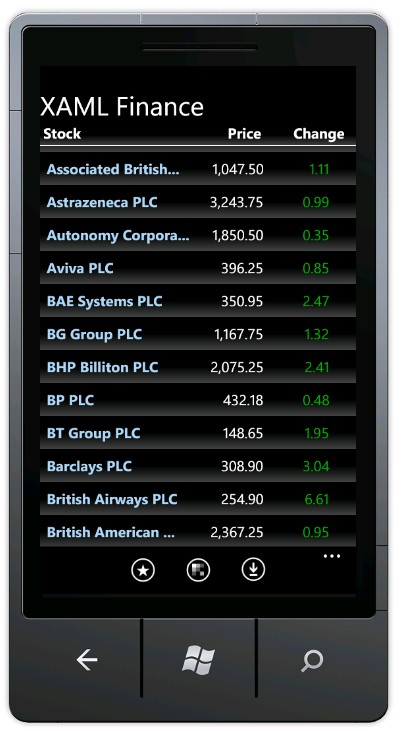 XAML Finance
Stock Price Change
Associated British... 1,047.50 1.11
Astrazeneca PLC 3,243.75 0.99
Autonomy Corpora... 1,850.50 0.35
Aviva PLC 396.25 0.85
BAE Systems PLC 350.95 2.47
BG Group PLC 1,167.75 1.32
BHP Billiton PLC 2,075.25 2.41
BP PLC 432.18 0.48
BT Group PLC 148.65 1.95
Barclays PLC 308.90 3.04
British Airways PLC 254.90 6.61
British American ... 2,367.25 0.95
...